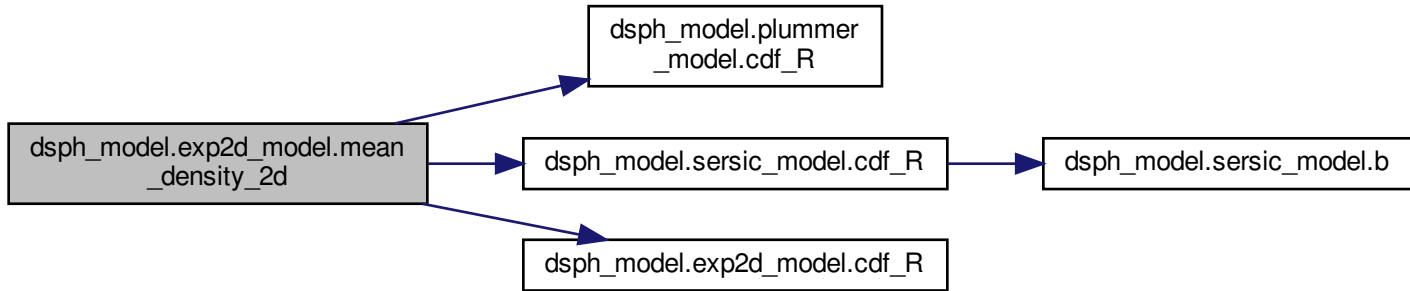 dsph_model.plummer
_model.cdf_R
dsph_model.exp2d_model.mean
_density_2d
dsph_model.sersic_model.cdf_R
dsph_model.sersic_model.b
dsph_model.exp2d_model.cdf_R